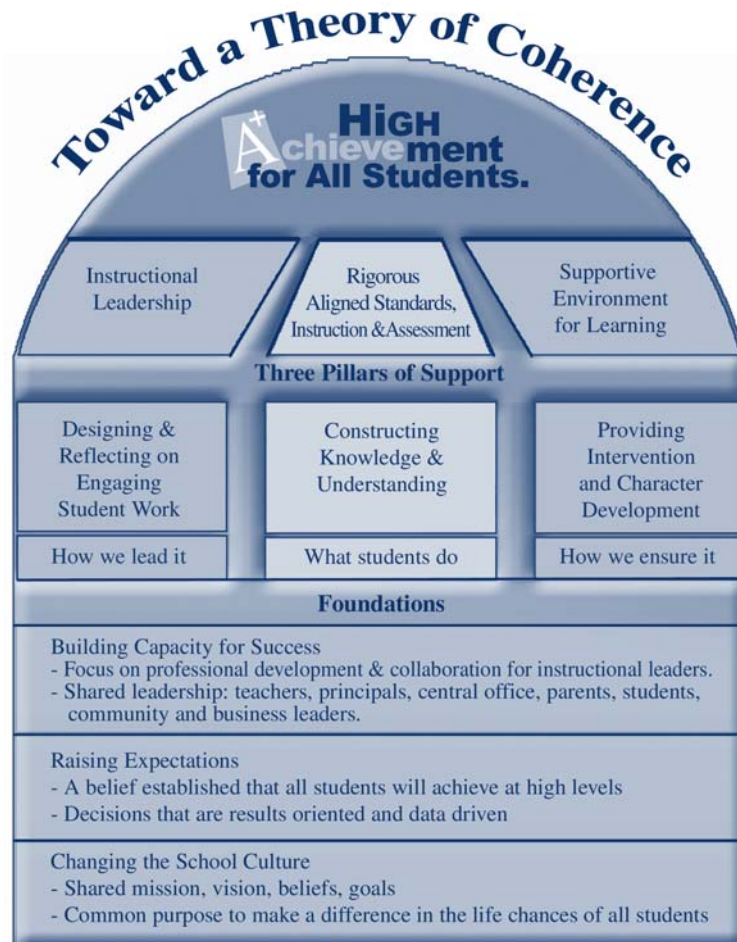 Toward a Theory of Coherence
A+
HiGH
Achievement
for All Students.
Instructional
Leadership
Rigorous
Aligned Standards,
Instruction & Assessment
Supportive
Environment
for Learning
Three Pillars of Support
Designing &
Reflecting on
Engaging
Student Work
Constructing
Knowledge &
Understanding
Providing
Intervention
and Character
Development
How we lead it
What students do
How we ensure it
Foundations
Building Capacity for Success
- Focus on professional development & collaboration for instructional leaders.
- Shared leadership: teachers, principals, central office, parents, students,
community and business leaders.
Raising Expectations
- A belief established that all students will achieve at high levels
- Decisions that are results oriented and data driven
Changing the School Culture
- Shared mission, vision, beliefs, goals
- Common purpose to make a difference in the life chances of all students